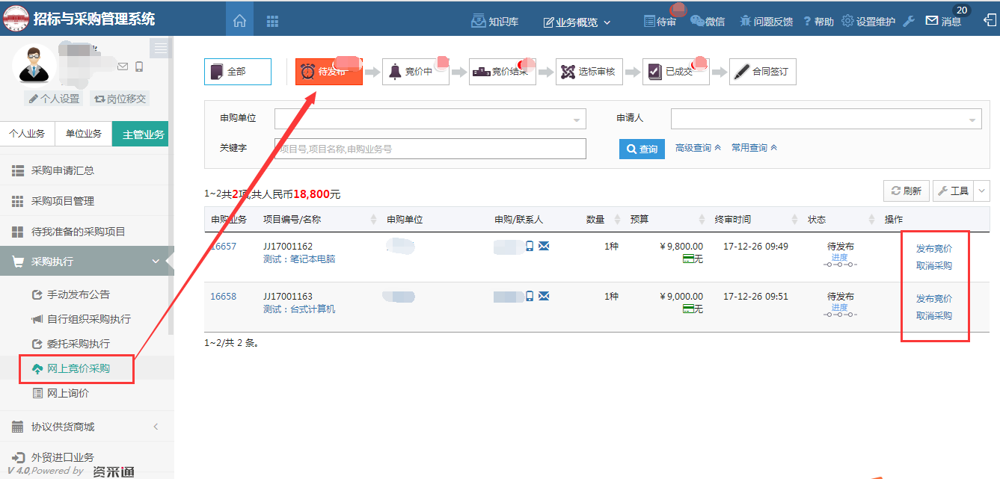 招标与采购管理系统
知识库
业务概览
待审
微信
问题反馈
? 帮助
设置维护
消息
20
个人设置
岗位移交
个人业务
单位业务
主管业务
采购申请汇总
采购项目管理
待我准备的采购项目
采购执行
手动发布公告
自行组织采购执行
委托采购执行
网上竞价采购
网上询价
协议供货商城
外贸进口业务
V 4.0,Powered by 资采通
全部
待发布
竞价中
竞价结束
选标审核
已成交
合同签订
申购单位
申请人
关键字
项目号,项目名称,申购业务号
查询
高级查询
常用查询
1~2共2项,共人民币18,800元
刷新
工具
申购业务 项目编号/名称 申购单位 申购/联系人 数量 预算 终审时间 状态 操作
16657 JJ17001162 1种 ￥9,800.00 17-12-26 09:49 待发布 发布竞价
测试：笔记本电脑 无 进度 取消采购
16658 JJ17001163 1种 ￥9,000.00 17-12-26 09:51 待发布 发布竞价
测试：台式计算机 无 进度 取消采购
1~2/共 2 条。